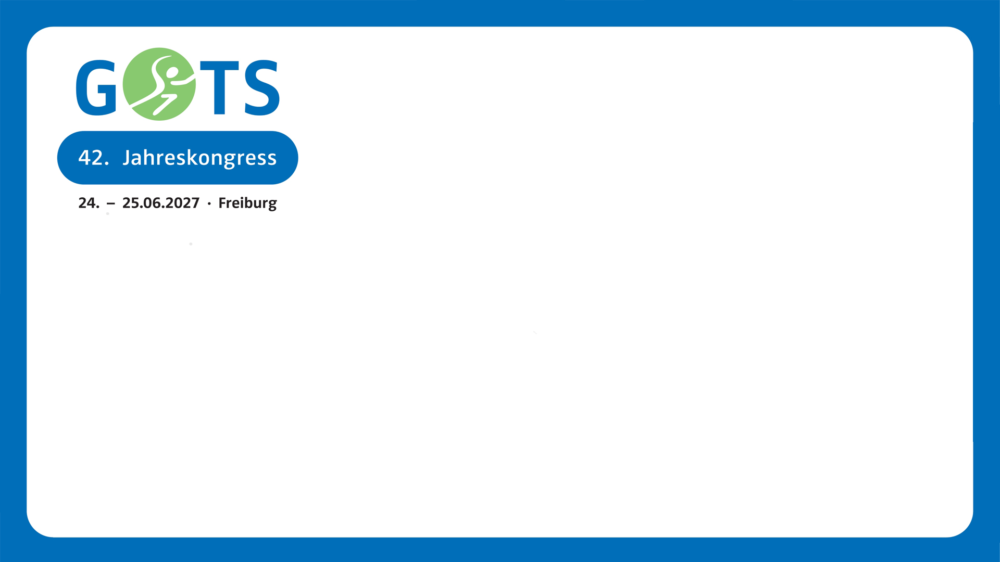 GOTS
42. Jahreskongress
24. – 25.06.2027 · Freiburg